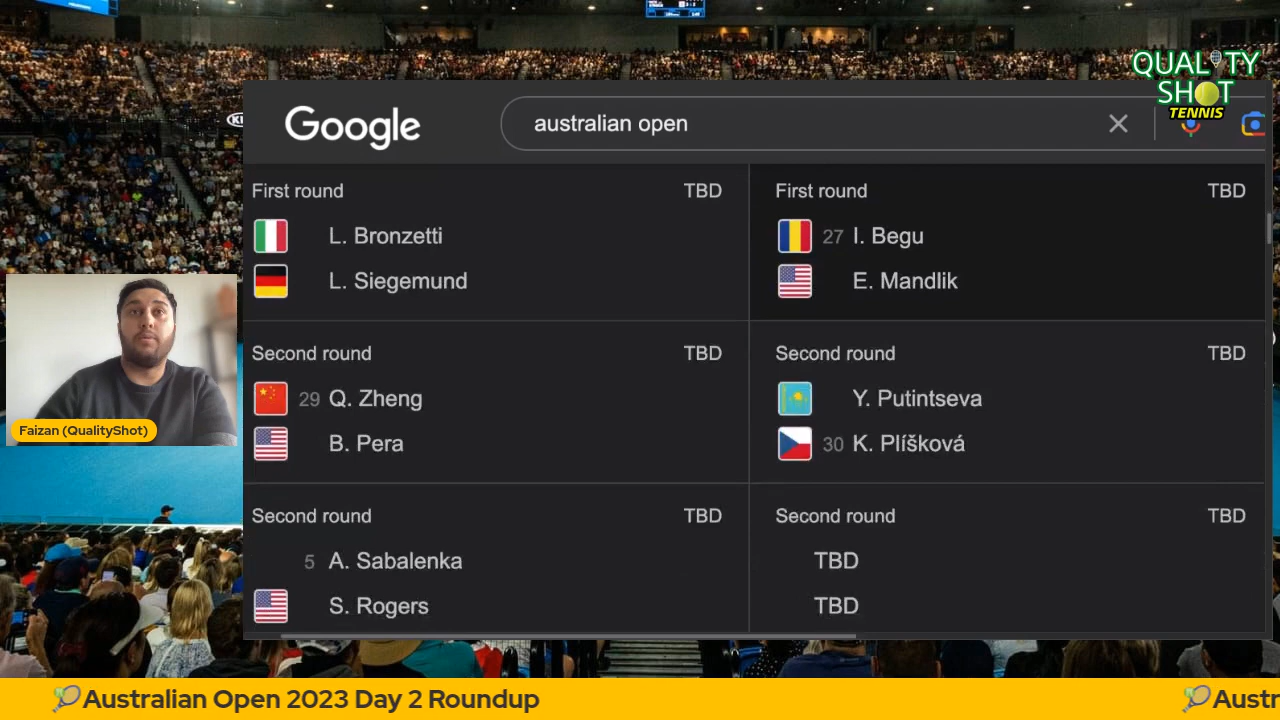 QUALITY
SHOT
TENNIS
Google
australian open
First round TBD
L. Bronzetti
L. Siegemund
First round TBD
27 I. Begu
E. Mandlik
Second round TBD
29 Q. Zheng
B. Pera
Second round TBD
Y. Putintseva
30 K. Plíšková
Second round TBD
5 A. Sabalenka
S. Rogers
Second round TBD
TBD
TBD
Faizan (QualityShot)
Australian Open 2023 Day 2 Roundup
Austr